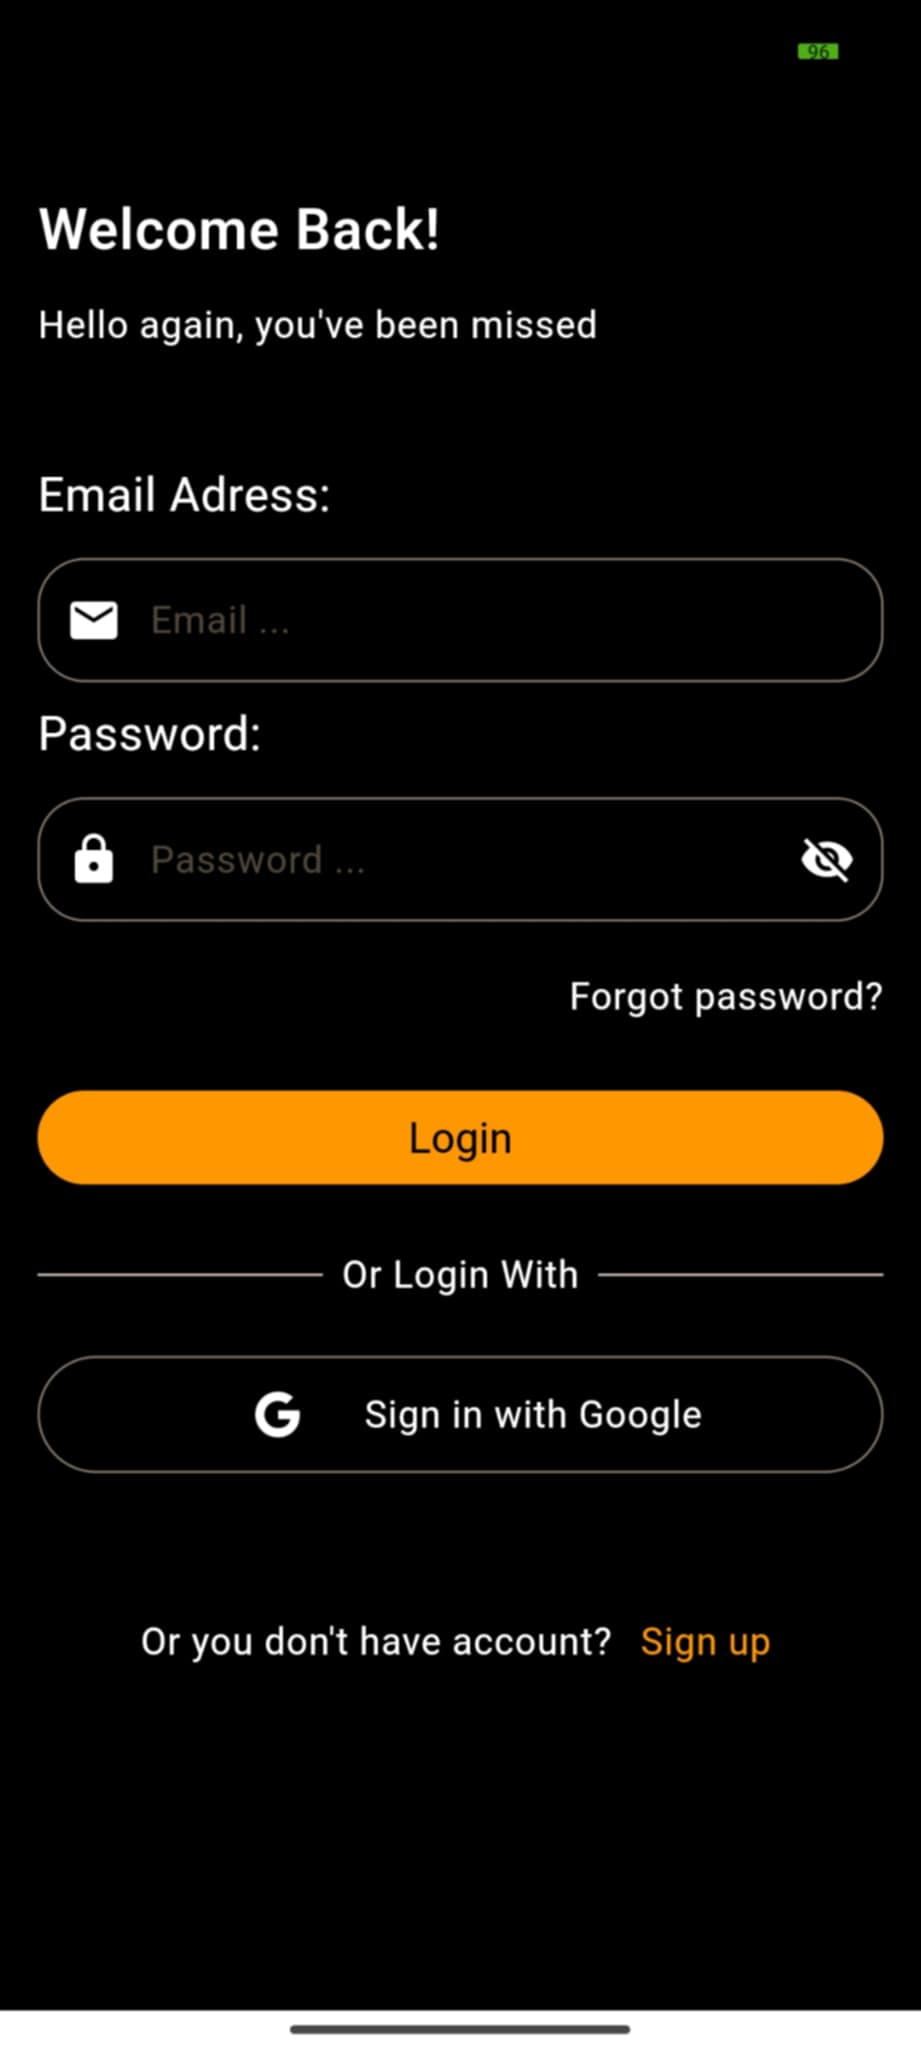 96
Welcome Back!
Hello again, you've been missed
Email Adress:
Email ...
Password:
Password ...
Forgot password?
Login
Or Login With
G Sign in with Google
Or you don't have account? Sign up